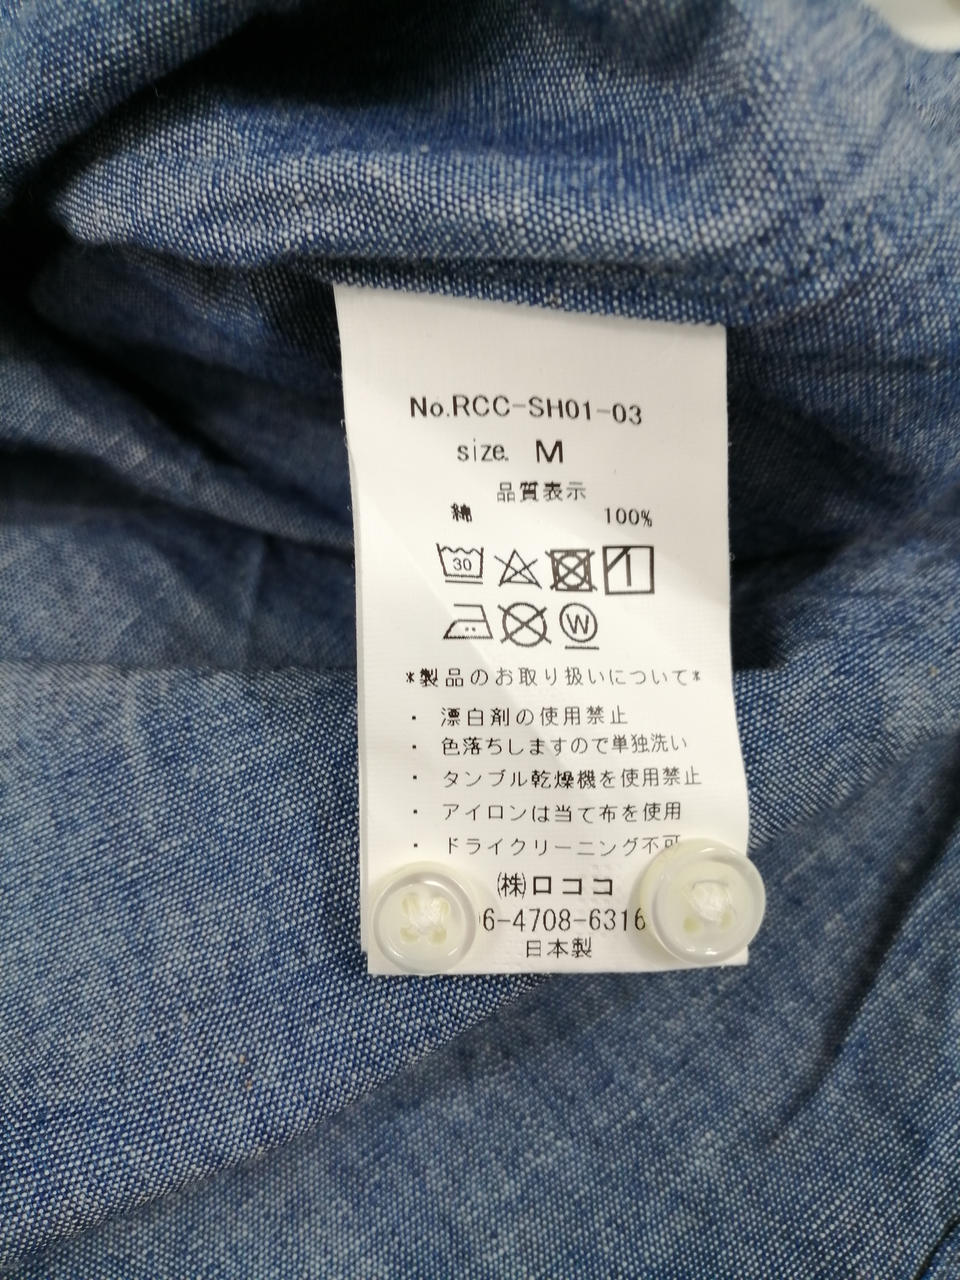 No.RCC-SH01-03
size. M
品質表示
綿 100%
30
W
*製品のお取り扱いについて*
・ 漂白剤の使用禁止
・ 色落ちしますので単独洗い
・ タンブル乾燥機を使用禁止
・ アイロンは当て布を使用
・ ドライクリーニング不可
㈱ロココ
6-4708-6316
日本製